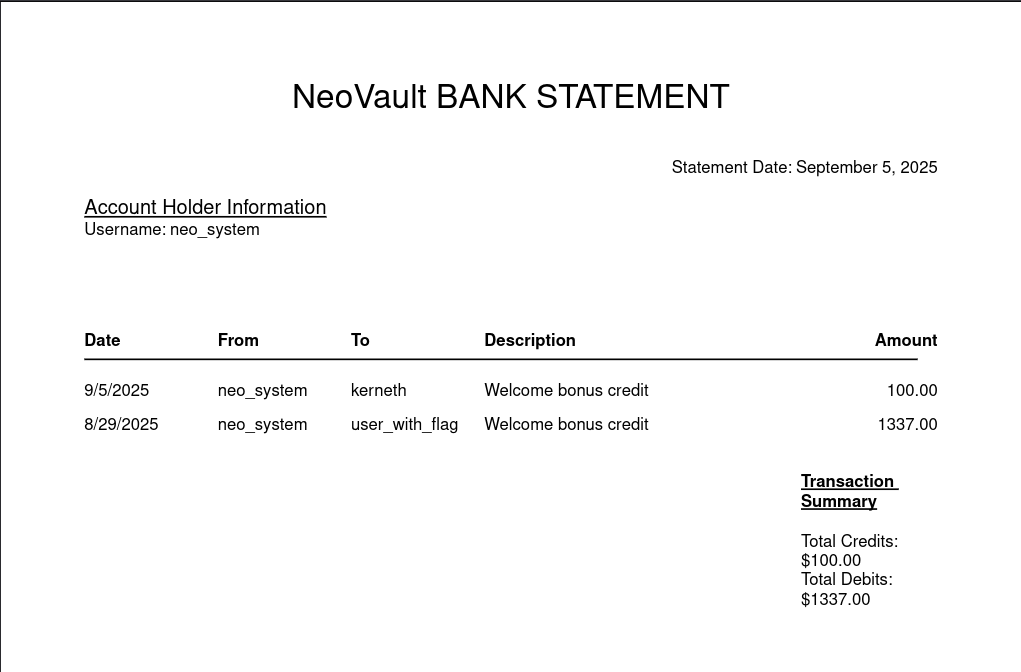 NeoVault BANK STATEMENT
Statement Date: September 5, 2025
Account Holder Information
Username: neo_system
Date From To Description Amount
9/5/2025 neo_system kerneth Welcome bonus credit 100.00
8/29/2025 neo_system user_with_flag Welcome bonus credit 1337.00
Transaction
Summary
Total Credits:
$100.00
Total Debits:
$1337.00